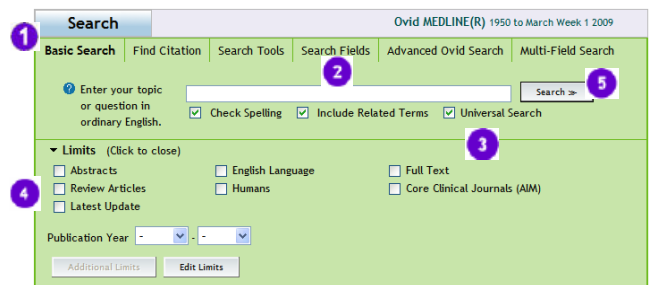 Search
Ovid MEDLINE(R) 1950 to March Week 1 2009
1
Basic Search Find Citation Search Tools Search Fields Advanced Ovid Search Multi-Field Search
2
5
? Enter your topic
or question in
ordinary English.
Search >>
Check Spelling Include Related Terms Universal Search
3
Limits (Click to close)
Abstracts English Language Full Text
4
Review Articles Humans Core Clinical Journals (AIM)
Latest Update
Publication Year - - -
Additional Limits Edit Limits